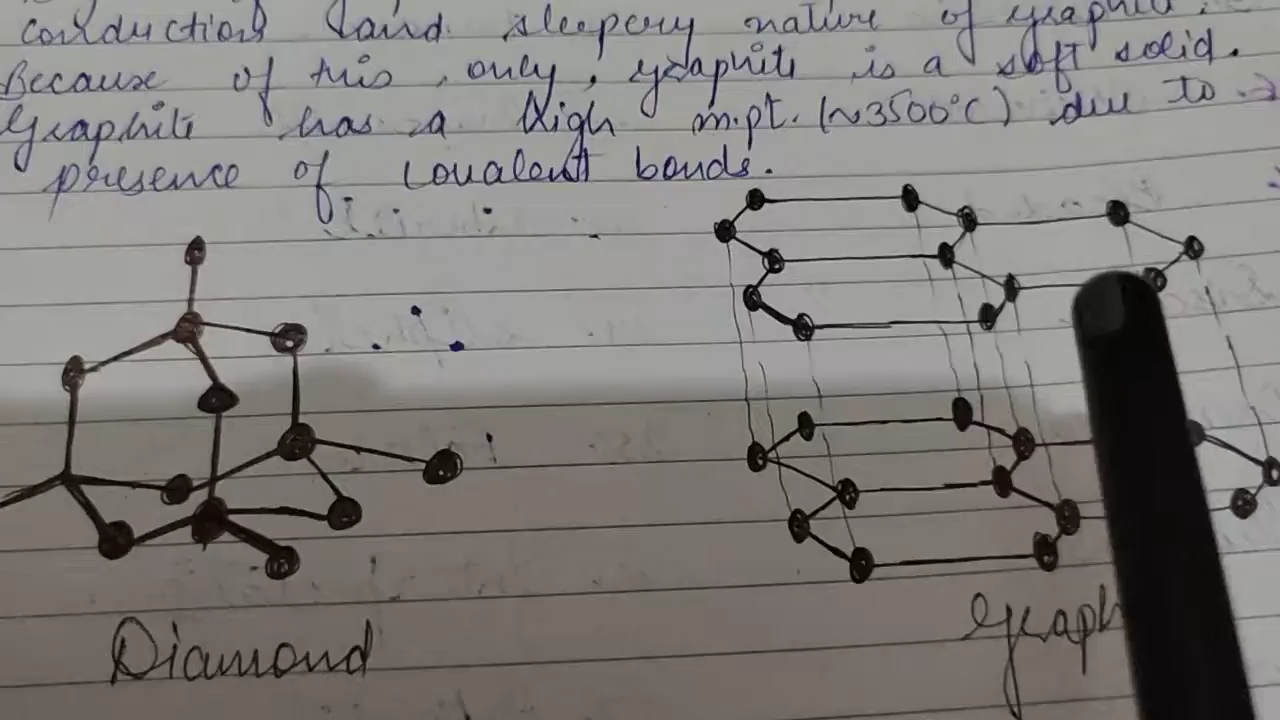 conduction and sleepery nature of graphite.
Because of this, only, graphite is a soft solid.
Graphite has a high m.pt. (~3500°C) due to
presence of covalent bonds.
Diamond
Graph